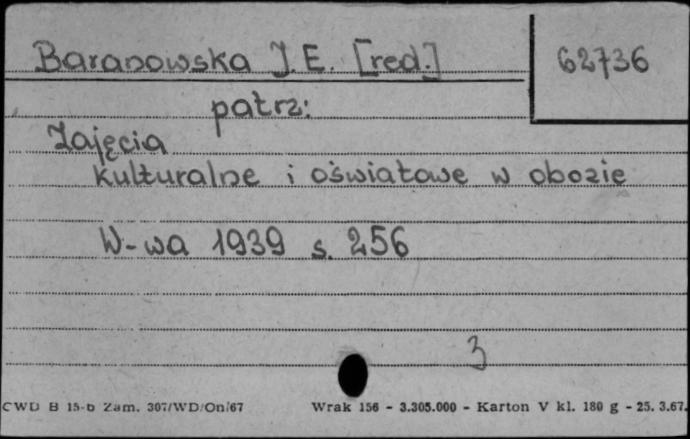 Baranowska J.E. [red.]
62736
patrz:
Zajęcia
kulturalne i oświatowe w obozie
W-wa 1939 s. 256
3
CWD B 15-b Zam. 307/WD/On/67 Wrak 156 - 3.305.000 - Karton V kl. 180 g - 25. 3.67.